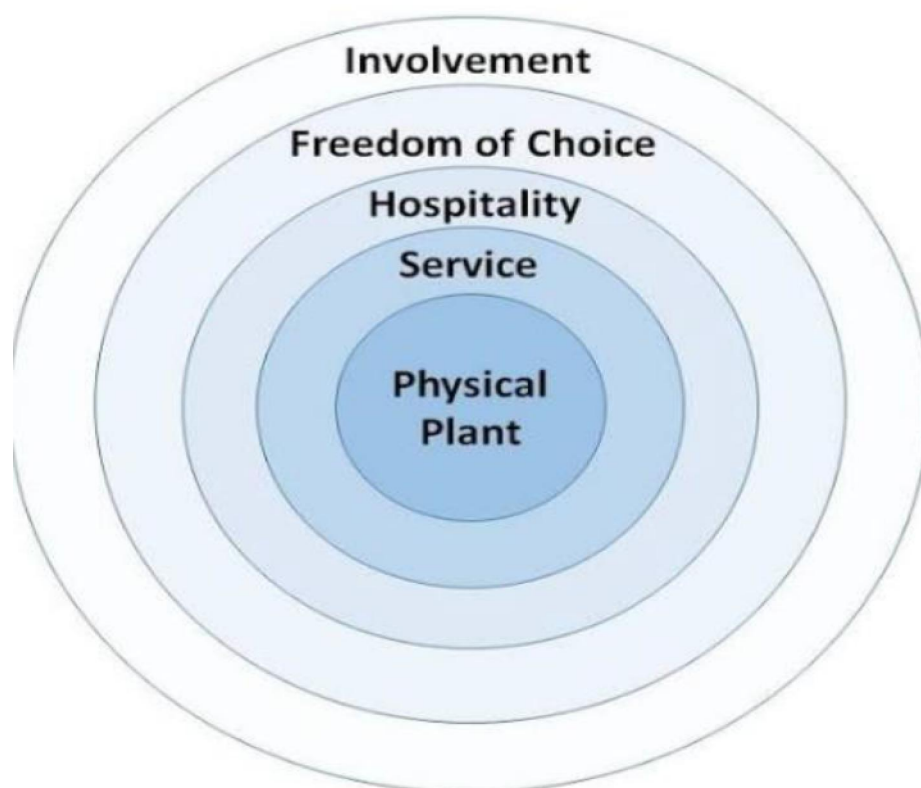 Involvement
Freedom of Choice
Hospitality
Service
Physical
Plant